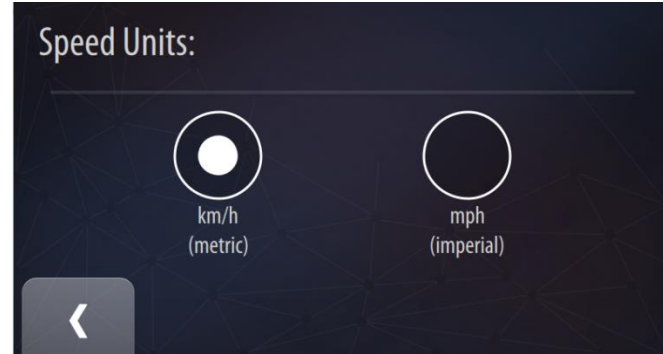 Speed Units:
km/h
(metric)
mph
(imperial)